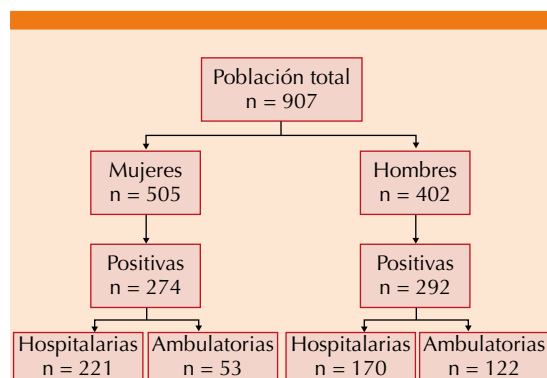 Población total
n = 907
Mujeres
n = 505
Hombres
n = 402
Positivas
n = 274
Positivas
n = 292
Hospitalarias
n = 221
Ambulatorias
n = 53
Hospitalarias
n = 170
Ambulatorias
n = 122